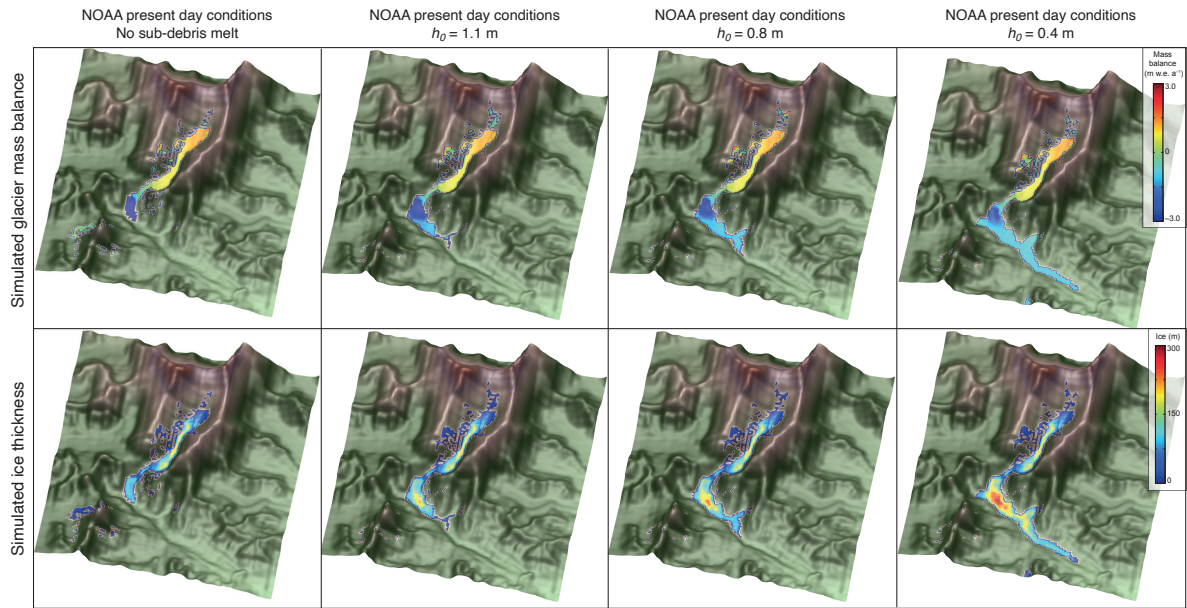 NOAA present day conditions
No sub-debris melt
NOAA present day conditions
h₀ = 1.1 m
NOAA present day conditions
h₀ = 0.8 m
NOAA present day conditions
h₀ = 0.4 m
Simulated glacier mass balance
Mass
balance
(m w.e. a⁻¹)
3.0
0
−3.0
Simulated ice thickness
Ice (m)
300
150
0